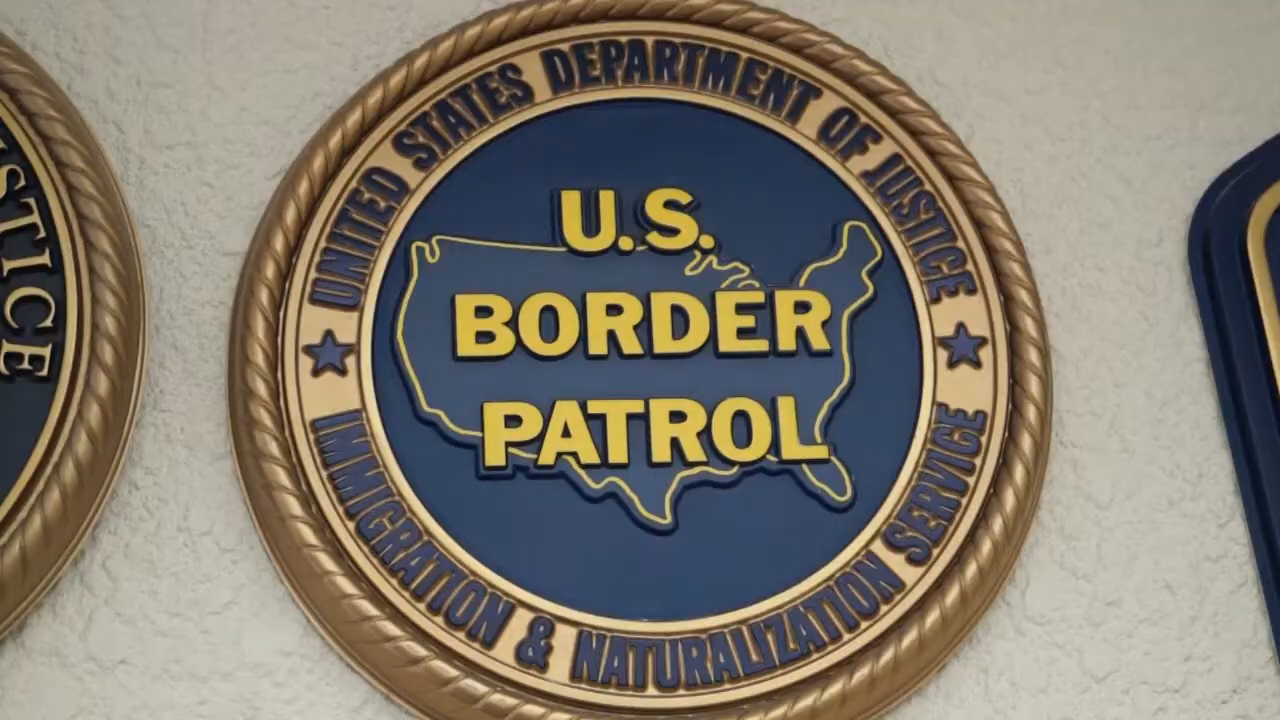 UNITED STATES DEPARTMENT OF JUSTICE
U.S.
BORDER
PATROL
IMMIGRATION & NATURALIZATION SERVICE